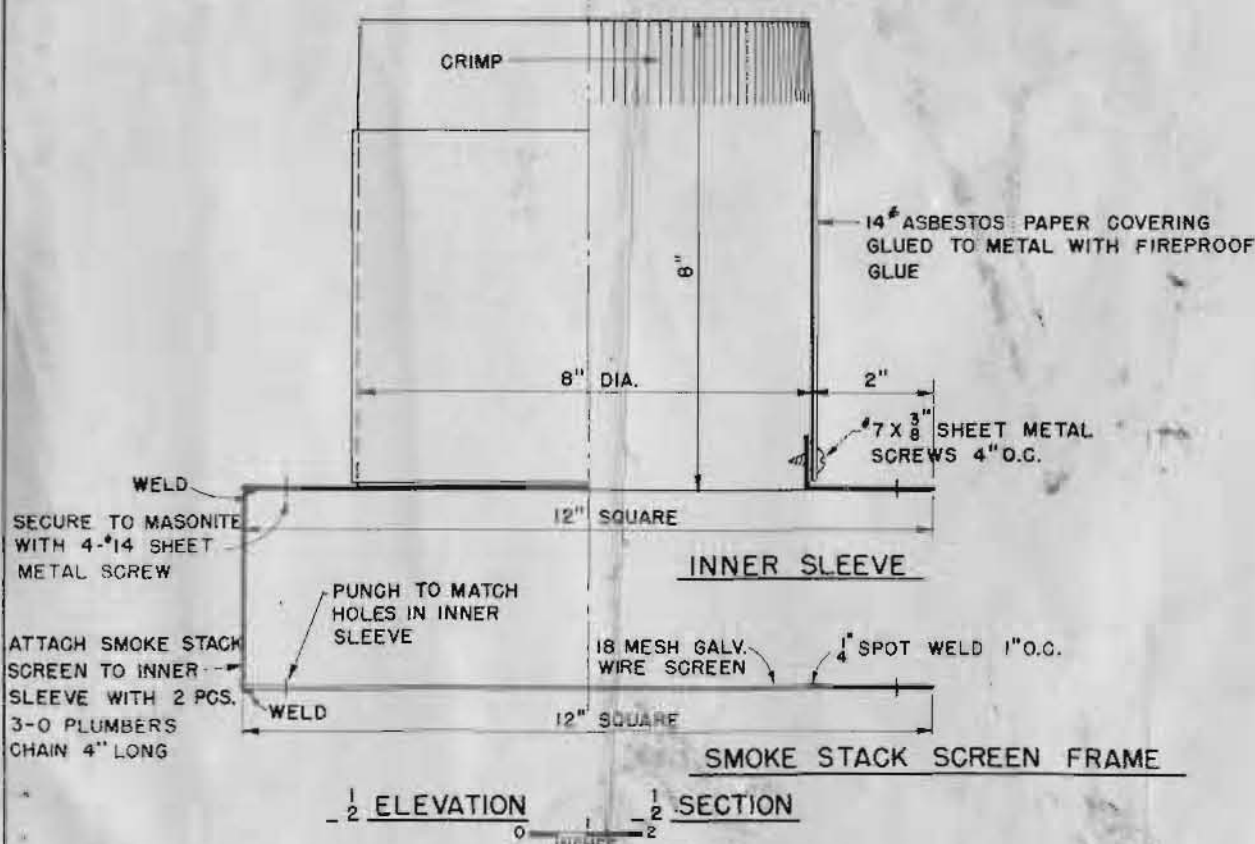 CRIMP
14# ASBESTOS PAPER COVERING
GLUED TO METAL WITH FIREPROOF
GLUE
8"
8" DIA.
2"
#7 X 3/8" SHEET METAL
SCREWS 4" O.C.
WELD
SECURE TO MASONITE
WITH 4-#14 SHEET
METAL SCREW
12" SQUARE
INNER SLEEVE
PUNCH TO MATCH
HOLES IN INNER
SLEEVE
ATTACH SMOKE STACK
SCREEN TO INNER
SLEEVE WITH 2 PCS.
3-0 PLUMBERS
CHAIN 4" LONG
18 MESH GALV.
WIRE SCREEN
1/4" SPOT WELD 1" O.C.
WELD
12" SQUARE
SMOKE STACK SCREEN FRAME
1/2 ELEVATION 1/2 SECTION
0 1 2
INCHES